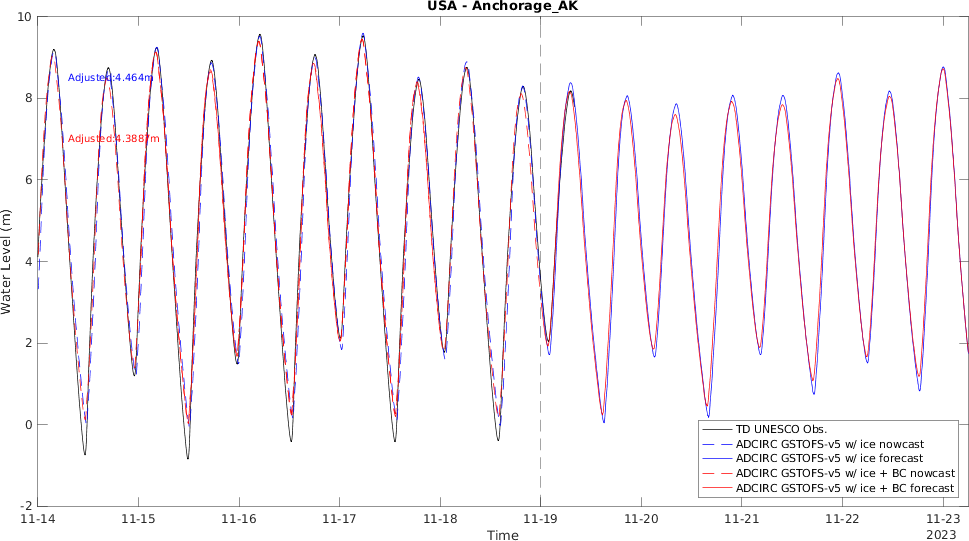 USA - Anchorage_AK
10
8
6
4
2
0
-2
Water Level (m)
Adjusted:4.464m
Adjusted:4.3887m
TD UNESCO Obs.
ADCIRC GSTOFS-v5 w/ ice nowcast
ADCIRC GSTOFS-v5 w/ ice forecast
ADCIRC GSTOFS-v5 w/ ice + BC nowcast
ADCIRC GSTOFS-v5 w/ ice + BC forecast
11-14 11-15 11-16 11-17 11-18 11-19 11-20 11-21 11-22 11-23
Time
2023